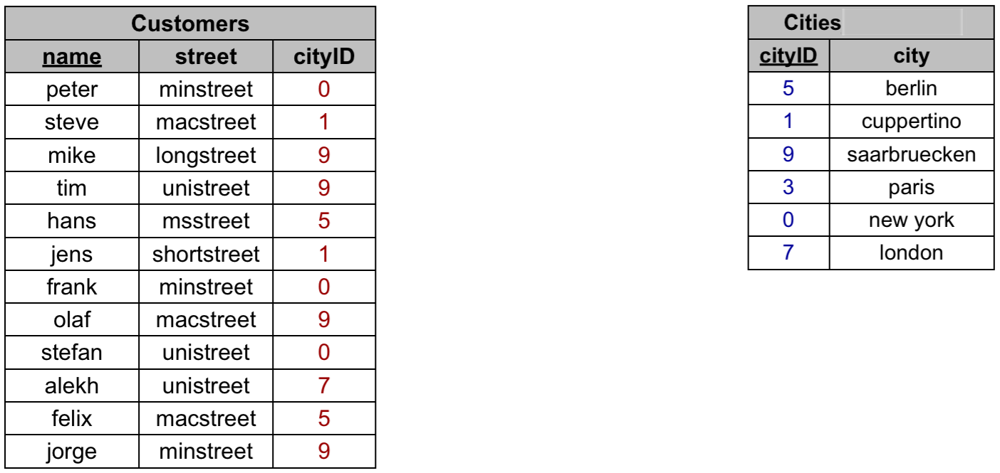 Customers
name street cityID
peter minstreet 0
steve macstreet 1
mike longstreet 9
tim unistreet 9
hans msstreet 5
jens shortstreet 1
frank minstreet 0
olaf macstreet 9
stefan unistreet 0
alekh unistreet 7
felix macstreet 5
jorge minstreet 9
Cities
cityID city
5 berlin
1 cuppertino
9 saarbruecken
3 paris
0 new york
7 london